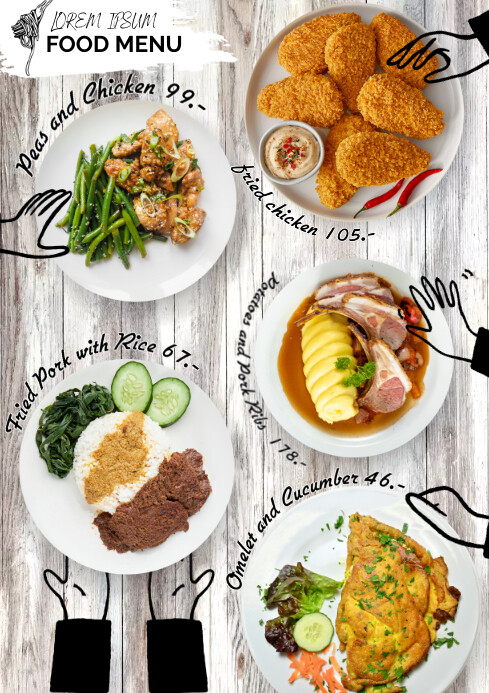 LOREM IPSUM
FOOD MENU
Peas and Chicken 99.-
fried chicken 105.-
Potatoes and Pork Ribs 178.-
Fried Pork with Rice 67.-
Omelet and Cucumber 46.-